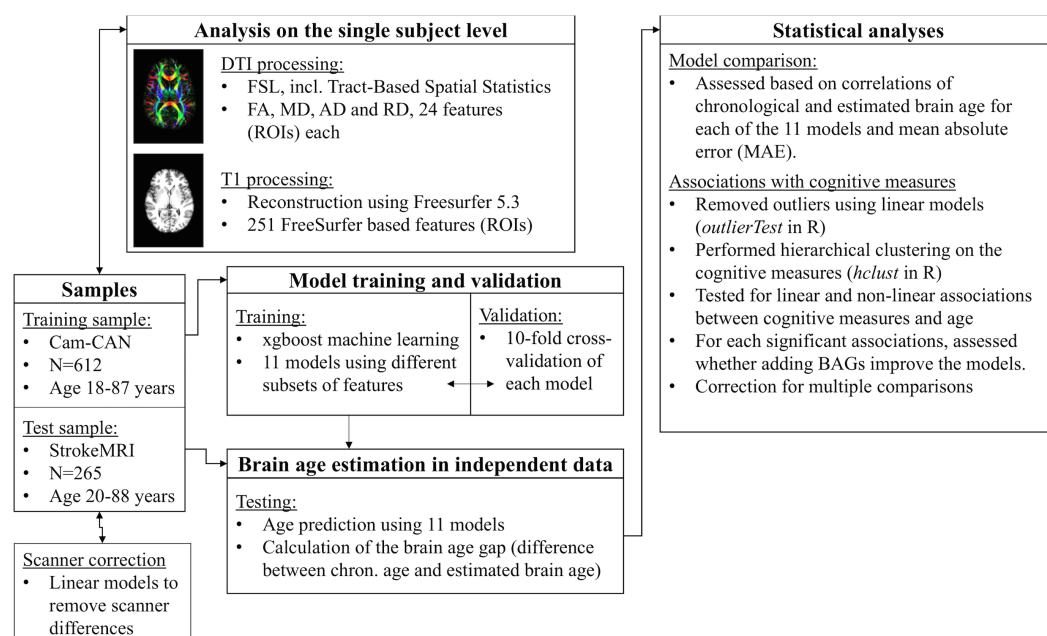 Analysis on the single subject level
DTI processing:
• FSL, incl. Tract-Based Spatial Statistics
• FA, MD, AD and RD, 24 features
(ROIs) each
T1 processing:
• Reconstruction using Freesurfer 5.3
• 251 FreeSurfer based features (ROIs)
Samples
Training sample:
• Cam-CAN
• N=612
• Age 18-87 years
Test sample:
• StrokeMRI
• N=265
• Age 20-88 years
Scanner correction
• Linear models to
remove scanner
differences
Model training and validation
Training:
• xgboost machine learning
• 11 models using different
subsets of features
Validation:
• 10-fold cross-
validation of
each model
Brain age estimation in independent data
Testing:
• Age prediction using 11 models
• Calculation of the brain age gap (difference
between chron. age and estimated brain age)
Statistical analyses
Model comparison:
• Assessed based on correlations of
chronological and estimated brain age for
each of the 11 models and mean absolute
error (MAE).
Associations with cognitive measures
• Removed outliers using linear models
(outlierTest in R)
• Performed hierarchical clustering on the
cognitive measures (hclust in R)
• Tested for linear and non-linear associations
between cognitive measures and age
• For each significant associations, assessed
whether adding BAGs improve the models.
• Correction for multiple comparisons